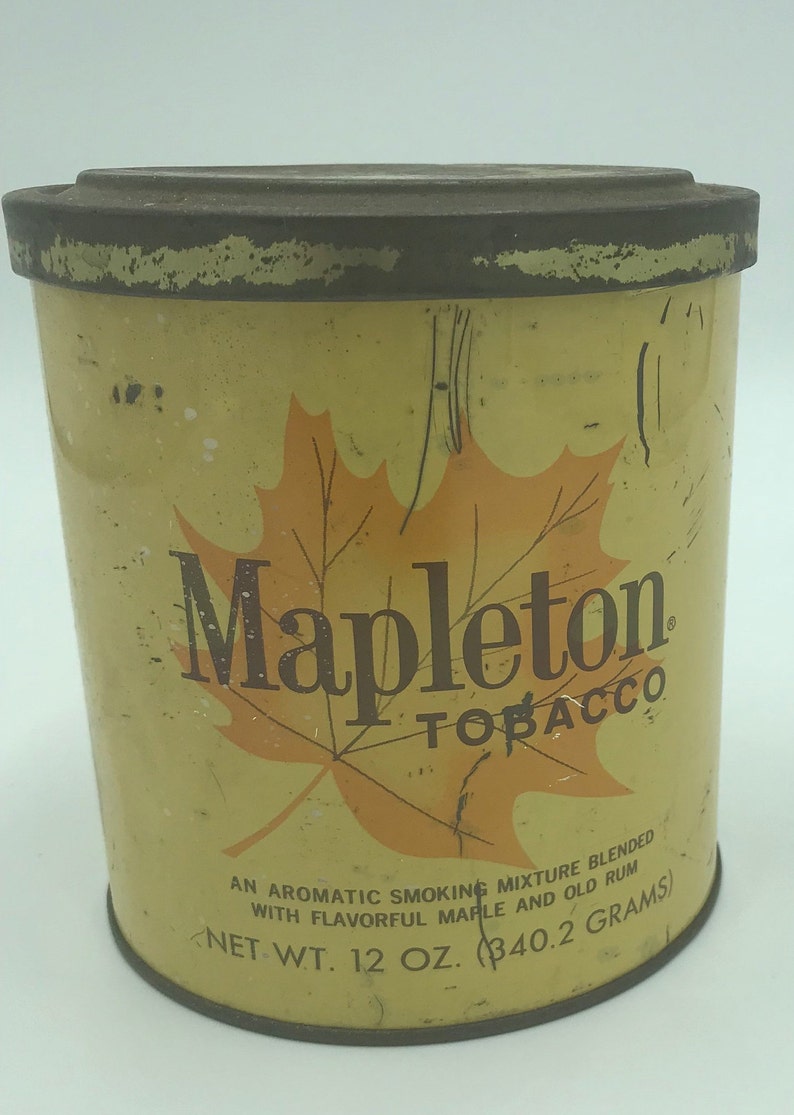 Mapleton®
TOBACCO
AN AROMATIC SMOKING MIXTURE BLENDED
WITH FLAVORFUL MAPLE AND OLD RUM
NET WT. 12 OZ. (340.2 GRAMS)